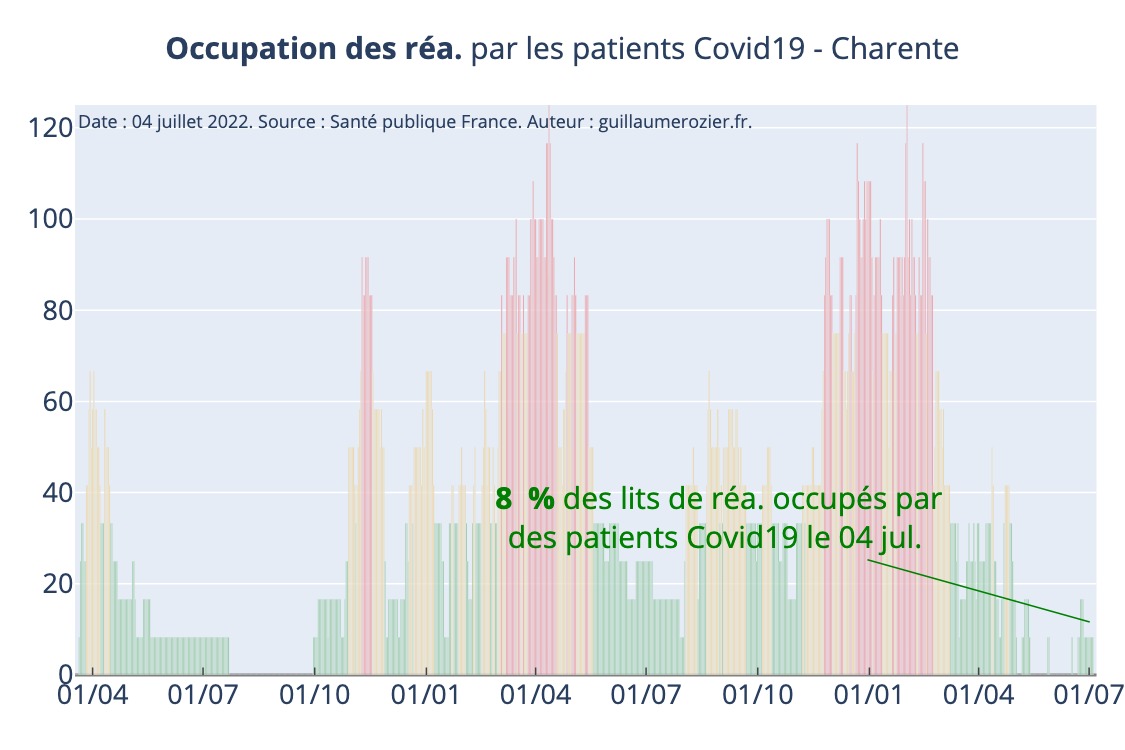 Occupation des réa. par les patients Covid19 - Charente
Date : 04 juillet 2022. Source : Santé publique France. Auteur : guillaumerozier.fr.
120
100
80
60
40
20
0
8 % des lits de réa. occupés par
des patients Covid19 le 04 jul.
01/04 01/07 01/10 01/01 01/04 01/07 01/10 01/01 01/04 01/07